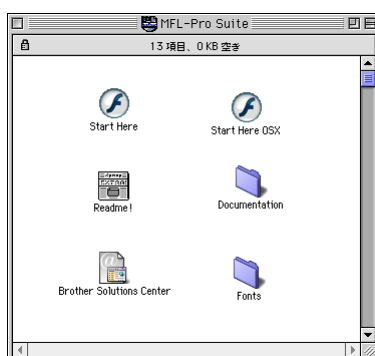 MFL-Pro Suite
13 項目、0 KB 空き
Start Here
Start Here OSX
Readme!
Documentation
Brother Solutions Center
Fonts